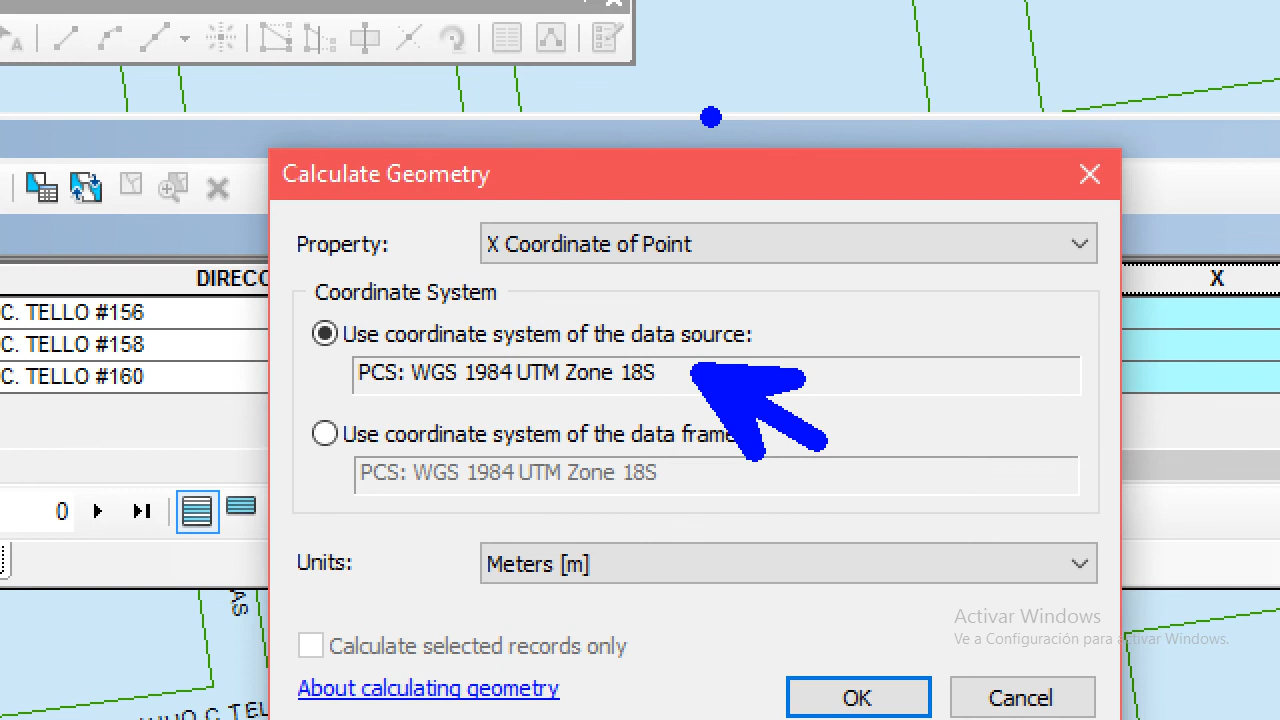 Calculate Geometry
Property:
X Coordinate of Point
DIRECC
X
Coordinate System
C. TELLO #156
Use coordinate system of the data source:
C. TELLO #158
PCS: WGS 1984 UTM Zone 18S
C. TELLO #160
Use coordinate system of the data frame
PCS: WGS 1984 UTM Zone 18S
0
Units:
Meters [m]
AS
Activar Windows
Ve a Configuración para activar Windows.
Calculate selected records only
About calculating geometry
OK
Cancel